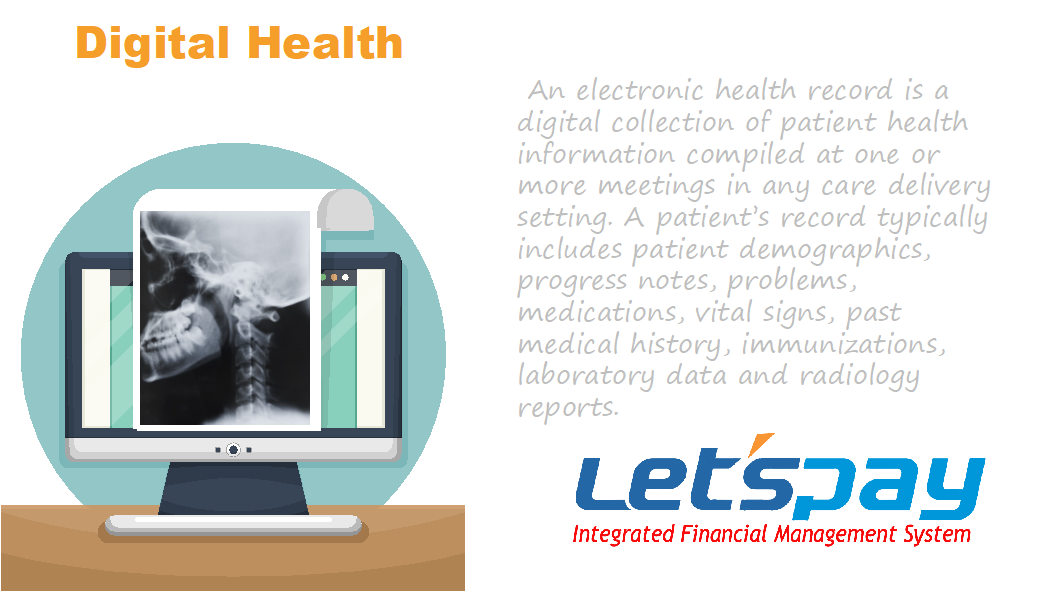 Digital Health
An electronic health record is a
digital collection of patient health
information compiled at one or
more meetings in any care delivery
setting. A patient's record typically
includes patient demographics,
progress notes, problems,
medications, vital signs, past
medical history, immunizations,
laboratory data and radiology
reports.
Let'spay
Integrated Financial Management System